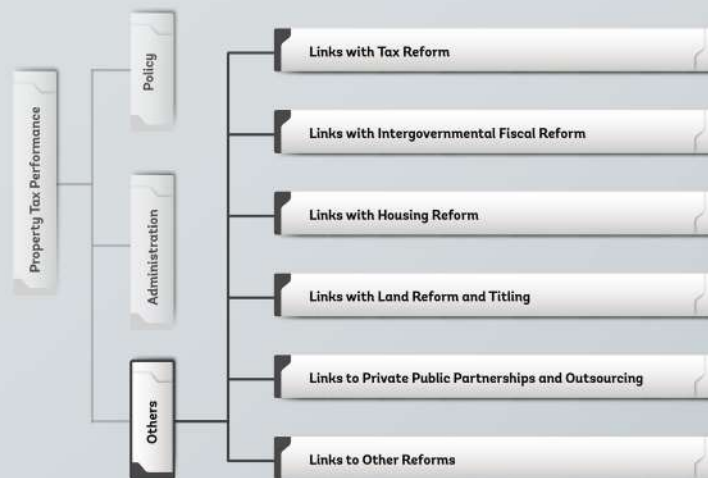 Property Tax Performance
Policy
Administration
Others
Links with Tax Reform
Links with Intergovernmental Fiscal Reform
Links with Housing Reform
Links with Land Reform and Titling
Links to Private Public Partnerships and Outsourcing
Links to Other Reforms